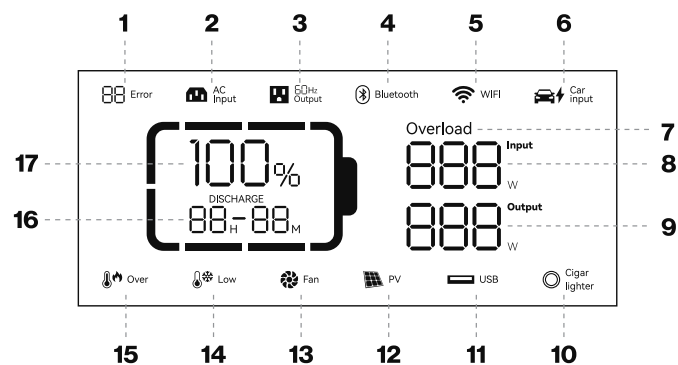 1 2 3 4 5 6
88 Error AC Input 60Hz Output Bluetooth WIFI Car input
Overload 7
17 100% 888 Input W 8
DISCHARGE
16 88H-88M 888 Output W 9
Over Low Fan PV USB Cigar lighter
15 14 13 12 11 10